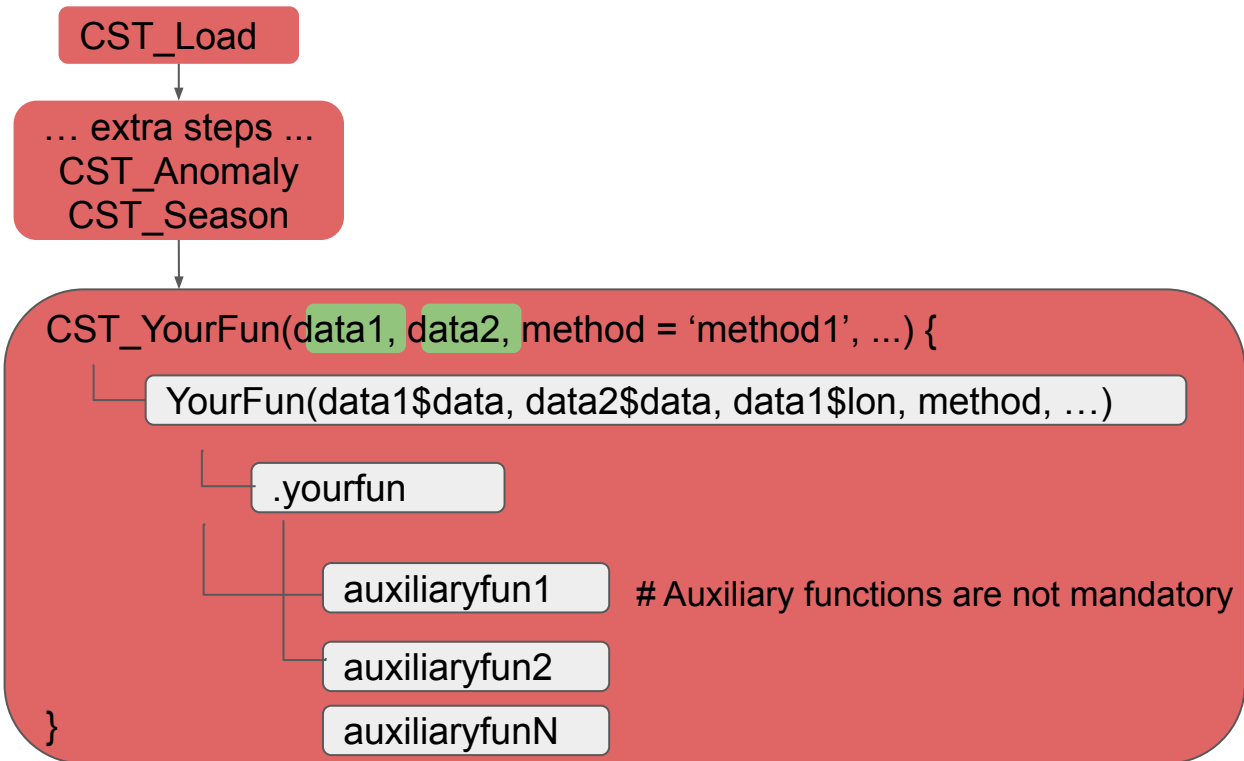 CST_Load
… extra steps ...
CST_Anomaly
CST_Season
CST_YourFun(data1, data2, method = ‘method1’, ...) {
YourFun(data1$data, data2$data, data1$lon, method, …)
.yourfun
auxiliaryfun1 # Auxiliary functions are not mandatory
auxiliaryfun2
} auxiliaryfunN